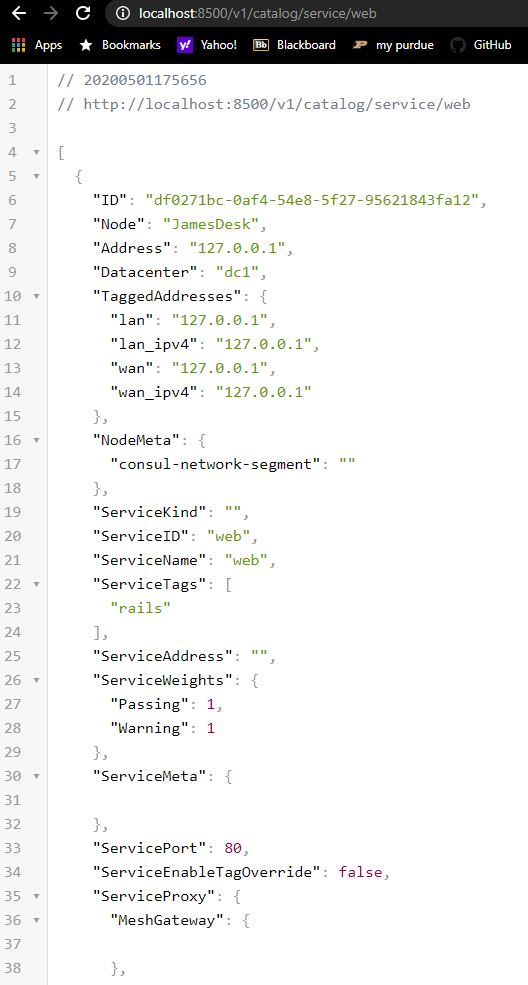 localhost:8500/v1/catalog/service/web
Apps Bookmarks y! Yahoo! Bb Blackboard my purdue GitHub
1 // 20200501175656
2 // http://localhost:8500/v1/catalog/service/web
3
4 [
5 {
6 "ID": "df0271bc-0af4-54e8-5f27-95621843fa12",
7 "Node": "JamesDesk",
8 "Address": "127.0.0.1",
9 "Datacenter": "dc1",
10 "TaggedAddresses": {
11 "lan": "127.0.0.1",
12 "lan_ipv4": "127.0.0.1",
13 "wan": "127.0.0.1",
14 "wan_ipv4": "127.0.0.1"
15 },
16 "NodeMeta": {
17 "consul-network-segment": ""
18 },
19 "ServiceKind": "",
20 "ServiceID": "web",
21 "ServiceName": "web",
22 "ServiceTags": [
23 "rails"
24 ],
25 "ServiceAddress": "",
26 "ServiceWeights": {
27 "Passing": 1,
28 "Warning": 1
29 },
30 "ServiceMeta": {
31
32 },
33 "ServicePort": 80,
34 "ServiceEnableTagOverride": false,
35 "ServiceProxy": {
36 "MeshGateway": {
37
38 },